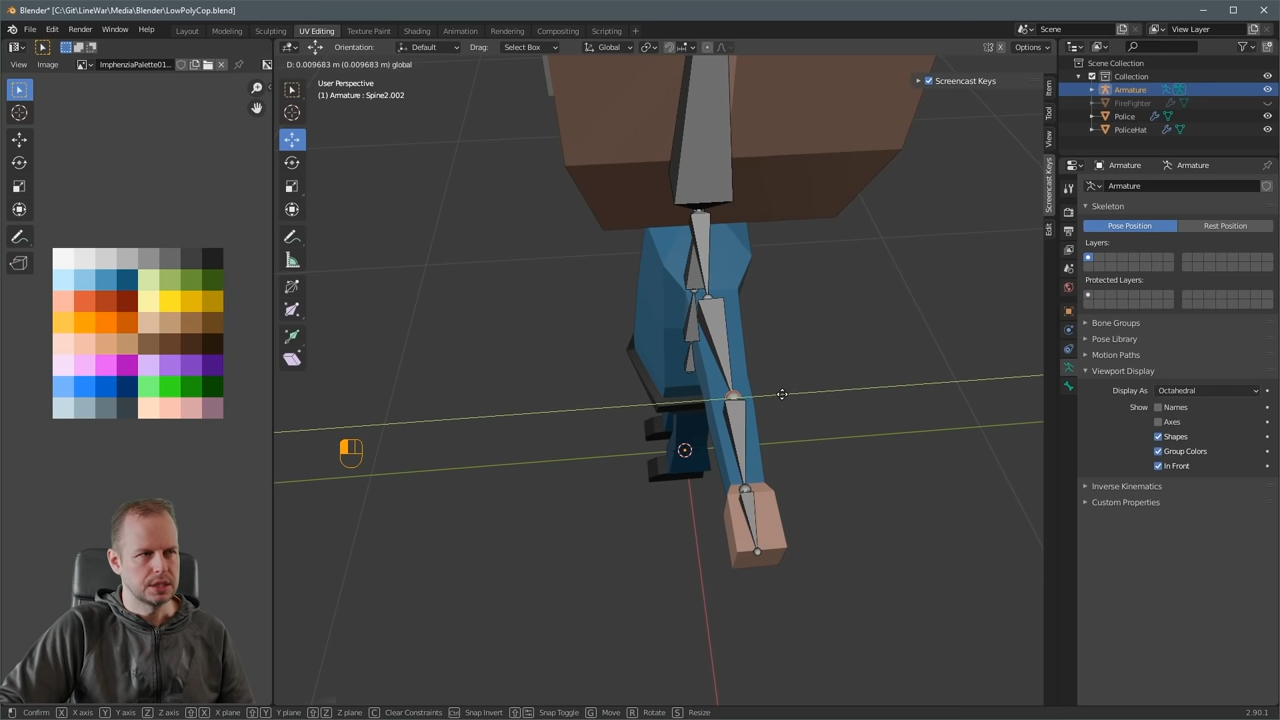 Blender* [C:\Git\LineWar\Media\Blender\LowPolyCop.blend]
File Edit Render Window Help
Layout Modeling Sculpting UV Editing Texture Paint Shading Animation Rendering Compositing Scripting +
Scene View Layer
Orientation: Default Drag: Select Box Global Options
View Image ImphenziaPalette01...
D: 0.009683 m (0.009683 m) global
User Perspective
(1) Armature : Spine2.002
Screencast Keys
Item
Tool
View
Screencast Keys
Edit
Scene Collection
Collection
Armature
FireFighter
Police
PoliceHat
Armature Armature
Armature
Skeleton
Pose Position Rest Position
Layers:
Protected Layers:
Bone Groups
Pose Library
Motion Paths
Viewport Display
Display As Octahedral
Show Names
Axes
Shapes
Group Colors
In Front
Inverse Kinematics
Custom Properties
Confirm X X axis Y Y axis Z Z axis X X plane Y Y plane Z Z plane C Clear Constraints Ctrl Snap Invert Snap Toggle G Move R Rotate S Resize
2.90.1